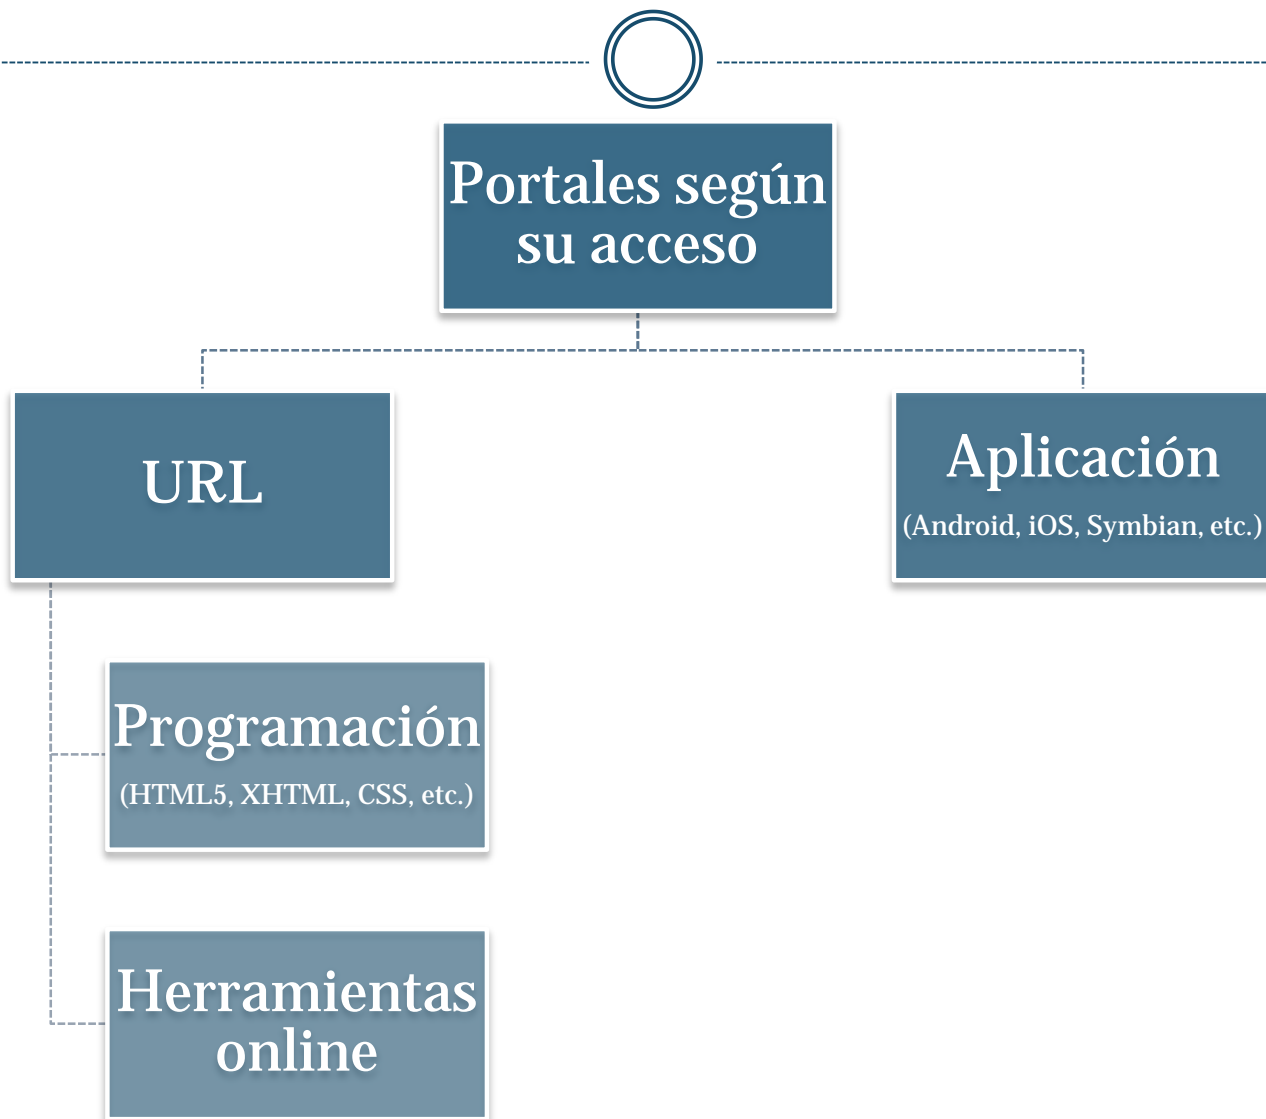 Portales según
su acceso
URL
Aplicación
(Android, iOS, Symbian, etc.)
Programación
(HTML5, XHTML, CSS, etc.)
Herramientas
online